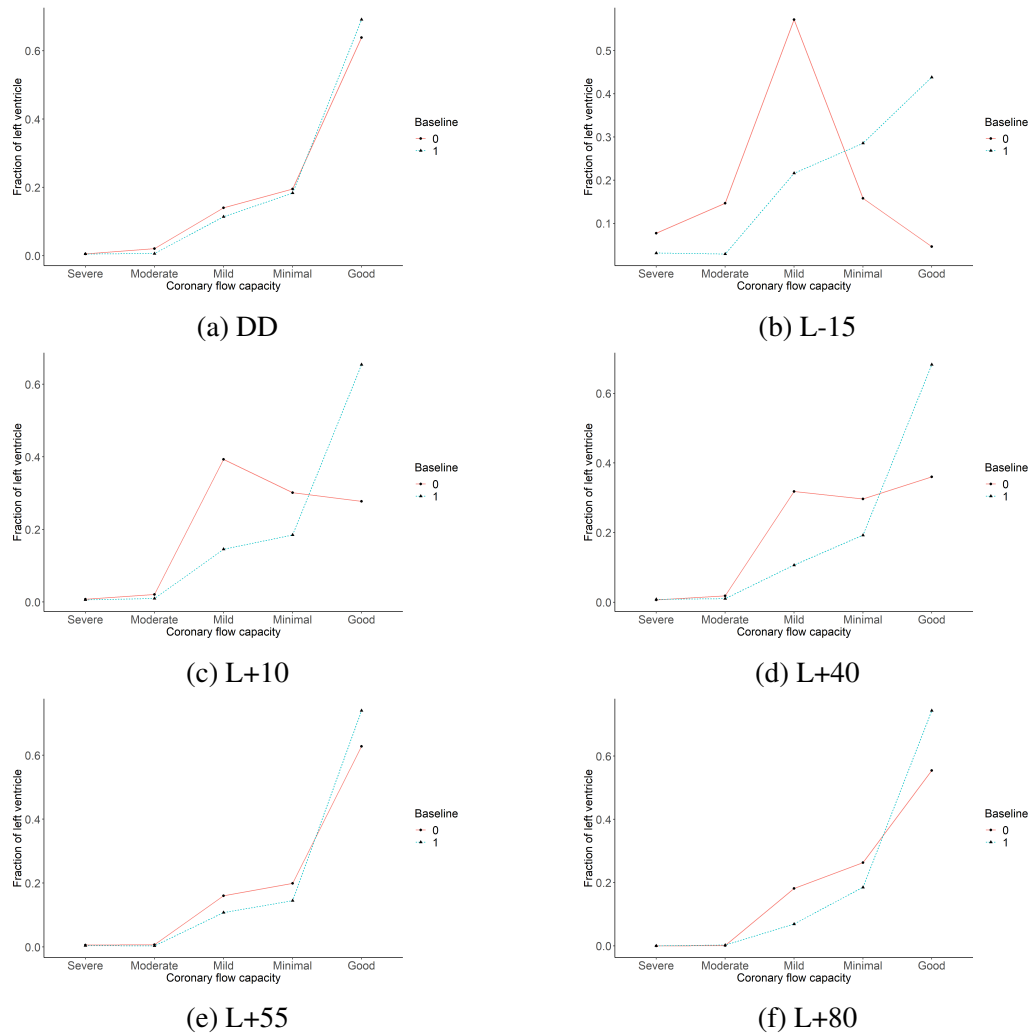 0.6
0.4
0.2
0.0
Fraction of left ventricle
Severe Moderate Mild Minimal Good
Coronary flow capacity
Baseline
0
1
(a) DD
0.5
0.4
0.3
0.2
0.1
Fraction of left ventricle
Severe Moderate Mild Minimal Good
Coronary flow capacity
Baseline
0
1
(b) L-15
0.6
0.4
0.2
0.0
Fraction of left ventricle
Severe Moderate Mild Minimal Good
Coronary flow capacity
Baseline
0
1
(c) L+10
0.6
0.4
0.2
0.0
Fraction of left ventricle
Severe Moderate Mild Minimal Good
Coronary flow capacity
Baseline
0
1
(d) L+40
0.6
0.4
0.2
0.0
Fraction of left ventricle
Severe Moderate Mild Minimal Good
Coronary flow capacity
Baseline
0
1
(e) L+55
0.6
0.4
0.2
0.0
Fraction of left ventricle
Severe Moderate Mild Minimal Good
Coronary flow capacity
Baseline
0
1
(f) L+80